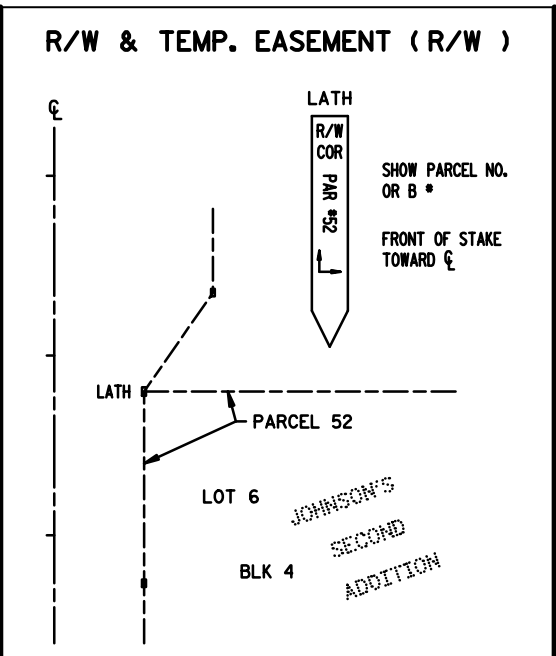 R/W & TEMP. EASEMENT ( R/W )
℄
LATH
R/W
COR
PAR #52
SHOW PARCEL NO.
OR B *
FRONT OF STAKE
TOWARD ℄
LATH
PARCEL 52
LOT 6
BLK 4
JOHNSON'S
SECOND
ADDITION